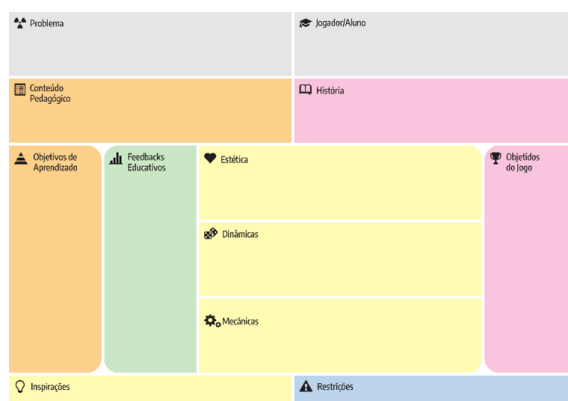 Problema
Jogador/Aluno
Conteúdo
Pedagógico
História
Objetivos de
Aprendizado
Feedbacks
Educativos
Estética
Objetidos
do Jogo
Dinâmicas
Mecânicas
Inspirações
Restrições